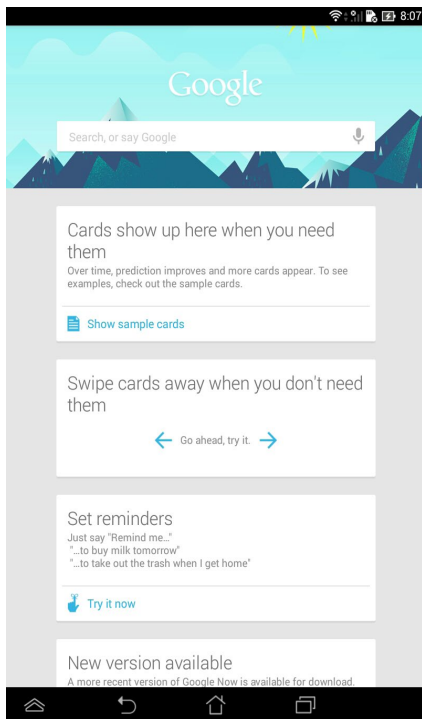 8:07
Google
Search, or say Google
Cards show up here when you need
them
Over time, prediction improves and more cards appear. To see
examples, check out the sample cards.
Show sample cards
Swipe cards away when you don't need
them
Go ahead, try it.
Set reminders
Just say "Remind me..."
"...to buy milk tomorrow"
"...to take out the trash when I get home"
Try it now
New version available
A more recent version of Google Now is available for download.